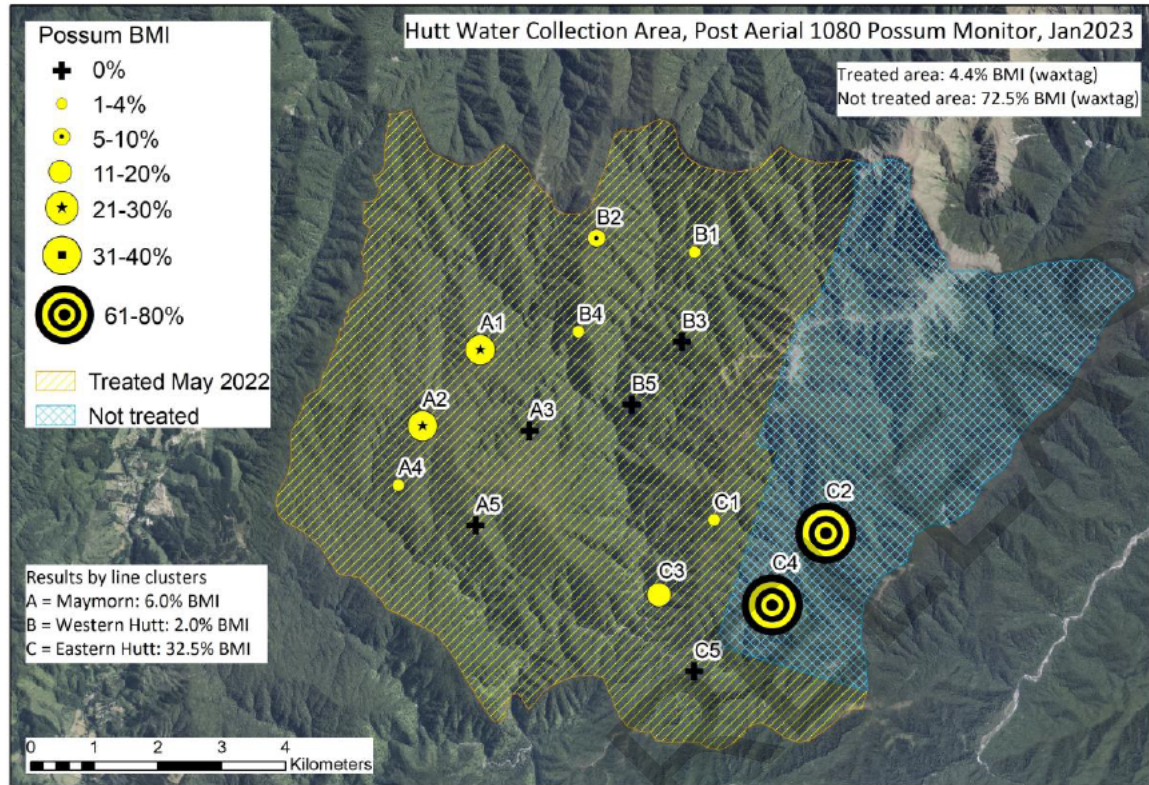 Hutt Water Collection Area, Post Aerial 1080 Possum Monitor, Jan2023
Treated area: 4.4% BMI (waxtag)
Not treated area: 72.5% BMI (waxtag)
Possum BMI
0%
1-4%
5-10%
11-20%
21-30%
31-40%
61-80%
Treated May 2022
Not treated
B2
B1
B4
B3
A1
B5
A2
A3
A4
A5
C1
C2
C3
C4
C5
Results by line clusters
A = Maymorn: 6.0% BMI
B = Western Hutt: 2.0% BMI
C = Eastern Hutt: 32.5% BMI
0 1 2 3 4
Kilometers